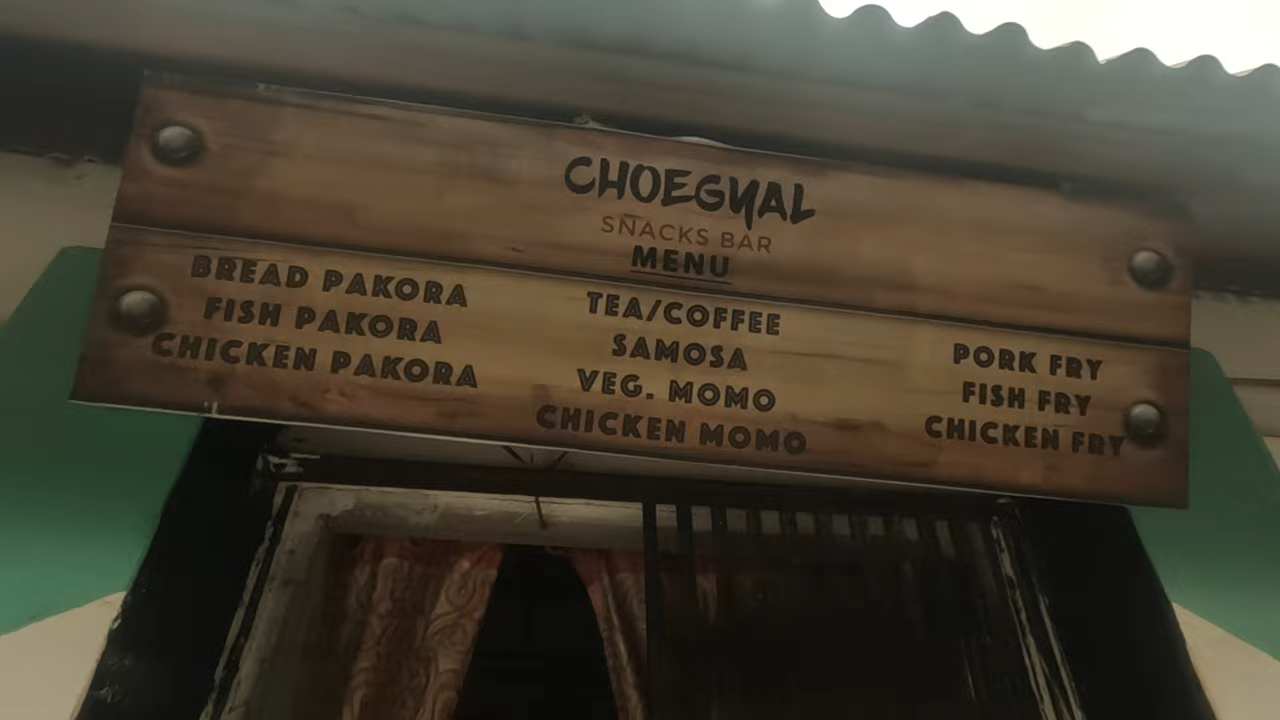 CHOEGYAL
SNACKS BAR
MENU
BREAD PAKORA
FISH PAKORA
CHICKEN PAKORA
TEA/COFFEE
SAMOSA
VEG. MOMO
CHICKEN MOMO
PORK FRY
FISH FRY
CHICKEN FRY